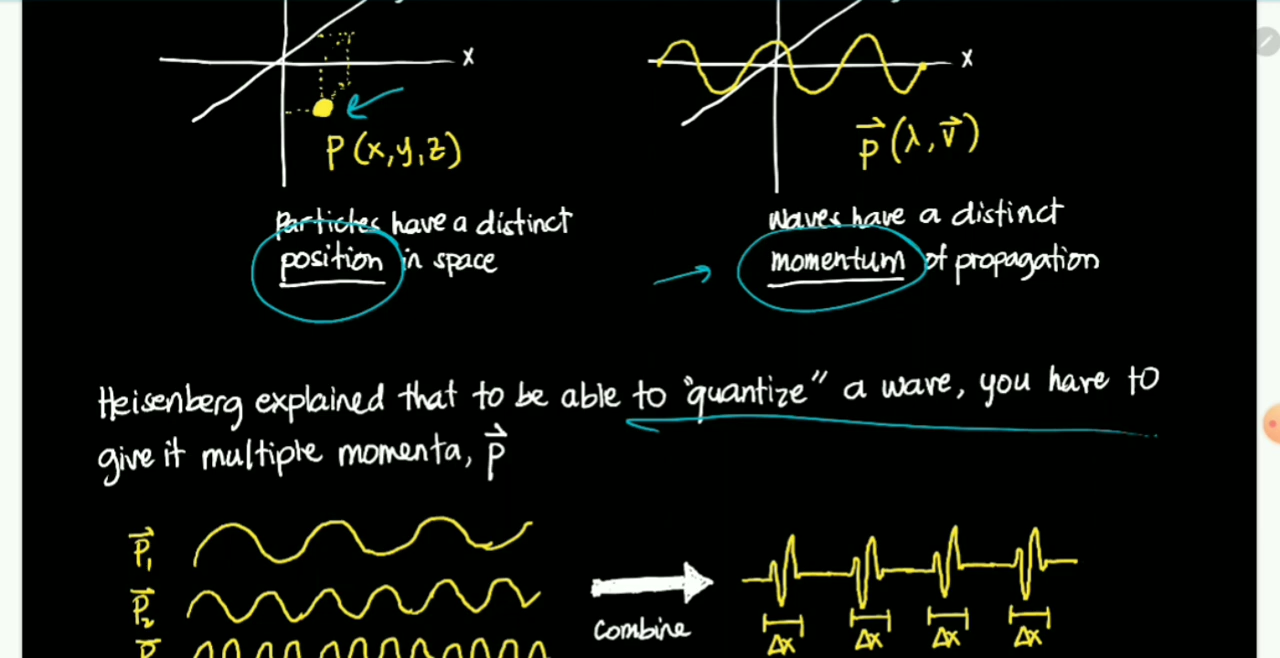 x
x
P(x,y,z)
p⃗(λ,v⃗)
Particles have a distinct
position in space
waves have a distinct
momentum of propagation
Heisenberg explained that to be able to "quantize" a wave, you have to
give it multiple momenta, p⃗
P⃗₁
P⃗₂
combine
Δx Δx Δx Δx